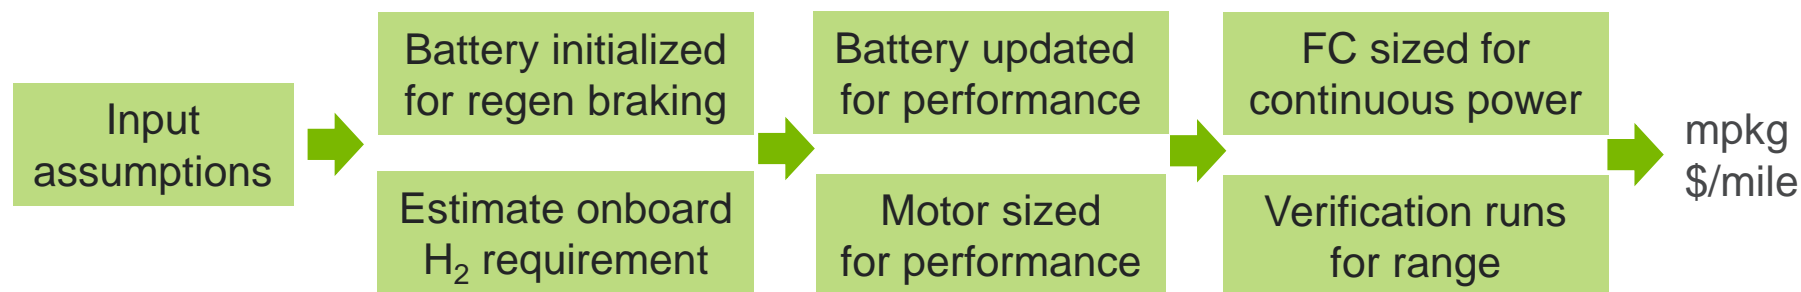 Input
assumptions
Battery initialized
for regen braking
Estimate onboard
H₂ requirement
Battery updated
for performance
Motor sized
for performance
FC sized for
continuous power
Verification runs
for range
mpkg
$/mile